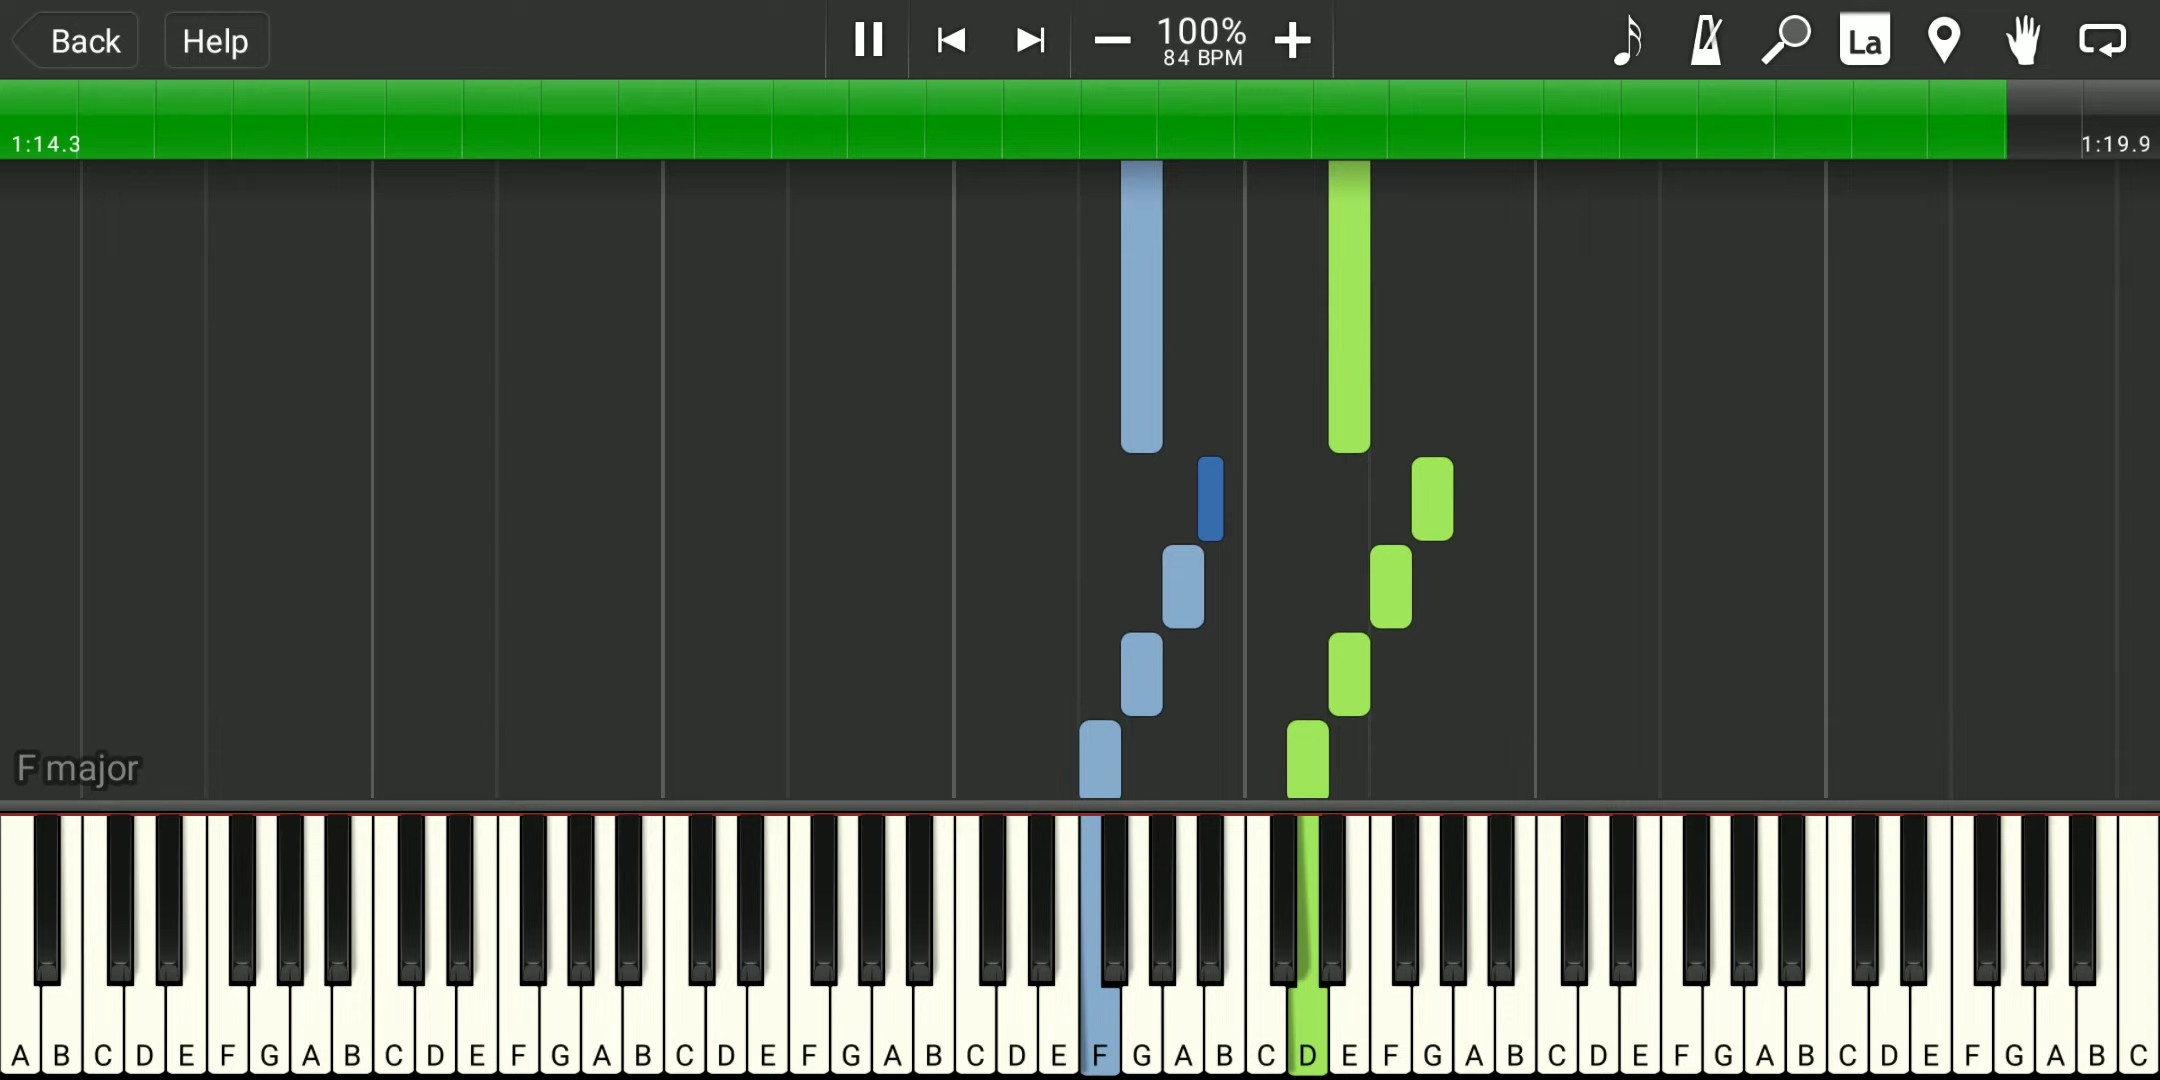 Back Help 100% La
84 BPM
1:14.3 1:19.9
F major
A B C D E F G A B C D E F G A B C D E F G A B C D E F G A B C D E F G A B C D E F G A B C D E F G A B C